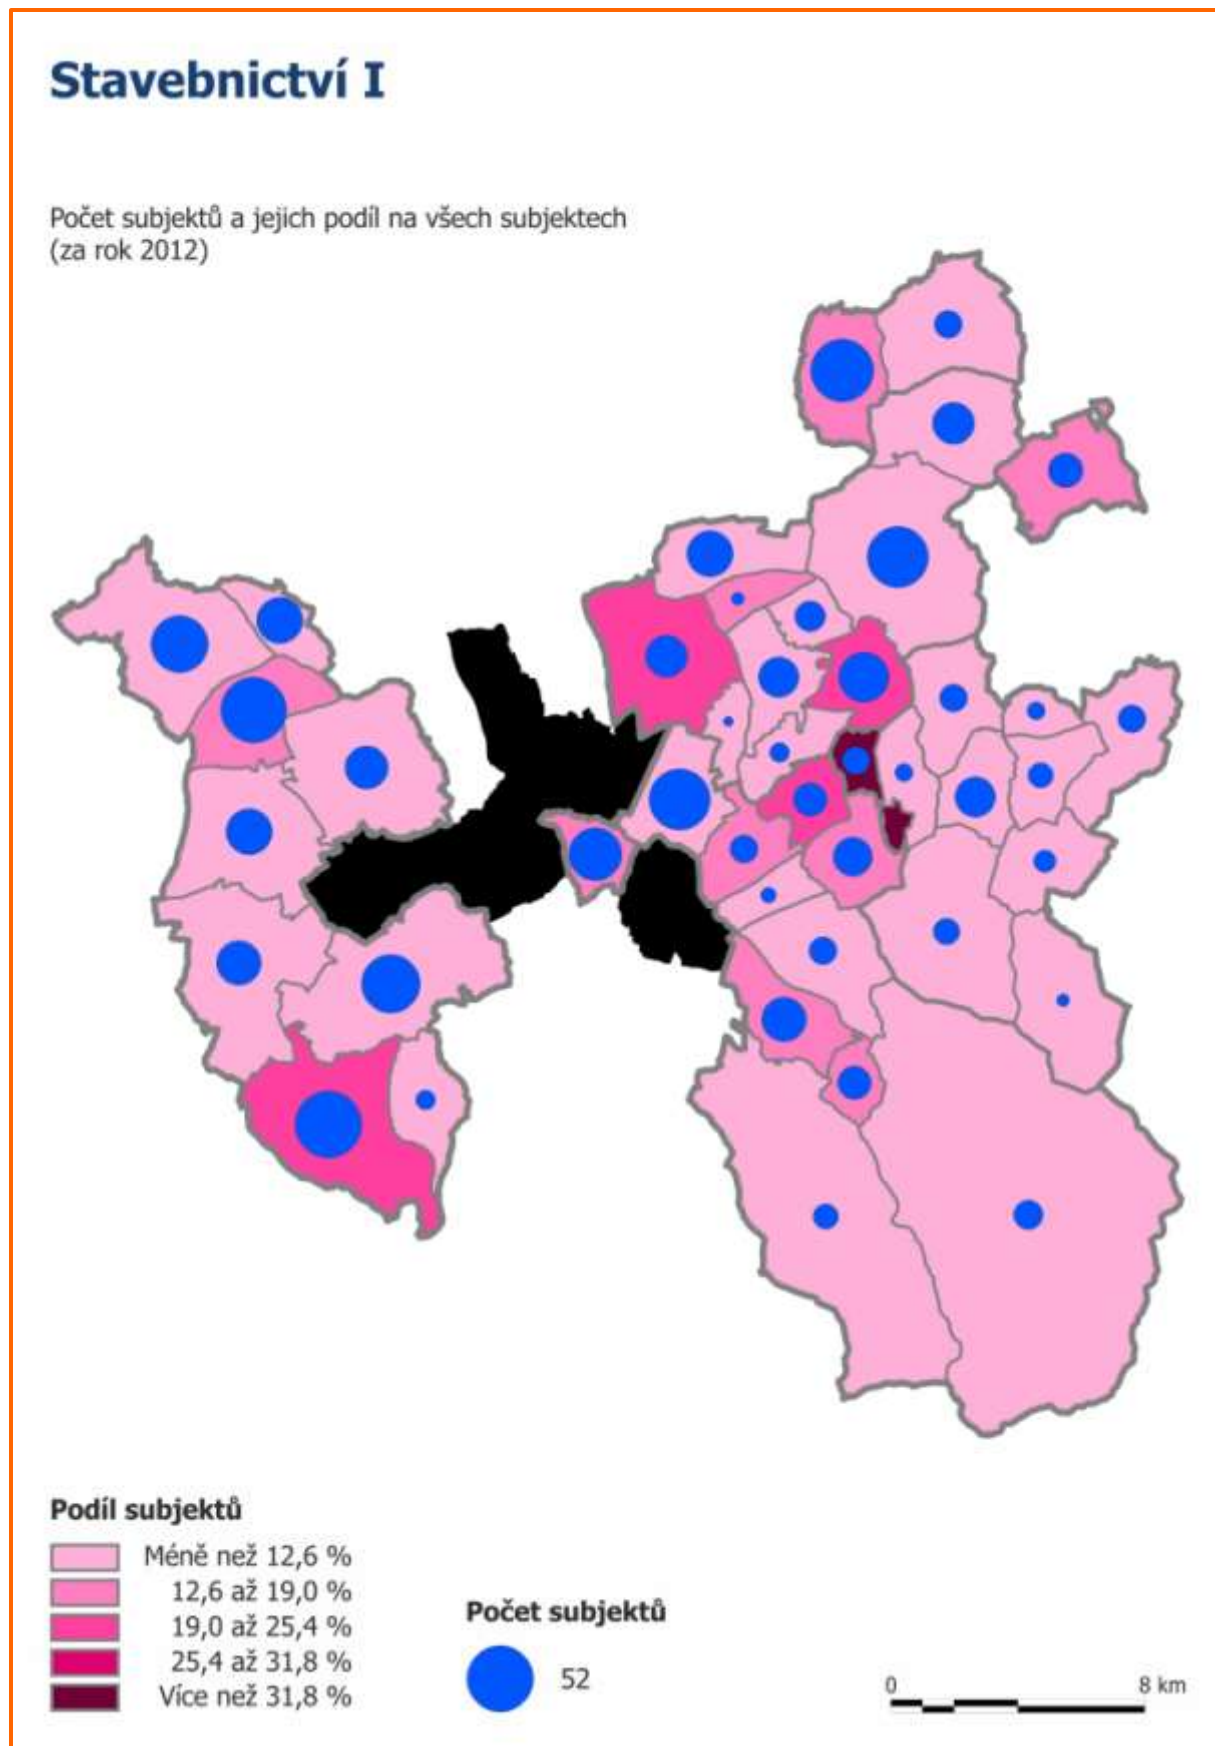 Stavebnictví I
Počet subjektů a jejich podíl na všech subjektech
(za rok 2012)
Podíl subjektů
Méně než 12,6 %
12,6 až 19,0 %
19,0 až 25,4 %
25,4 až 31,8 %
Více než 31,8 %
Počet subjektů
52
0 8 km